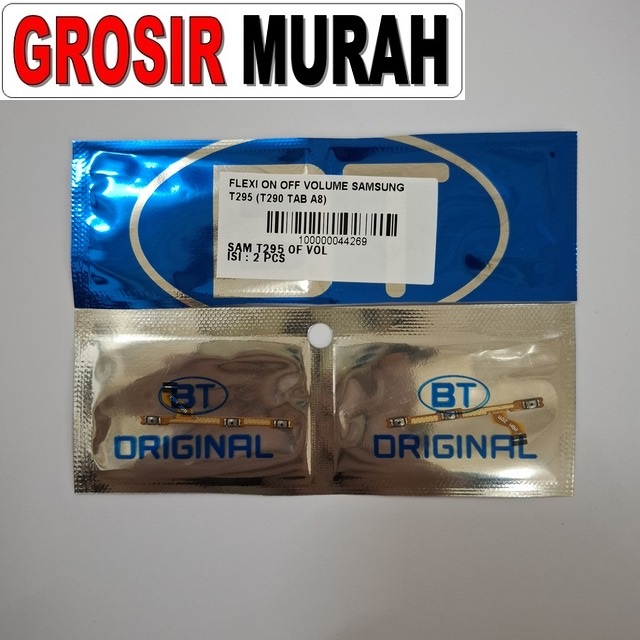 GROSIR MURAH
BT
FLEXI ON OFF VOLUME SAMSUNG
T295 (T290 TAB A8)
100000044269
SAM T295 OF VOL
ISI : 2 PCS
BT
ORIGINAL
BT
ORIGINAL